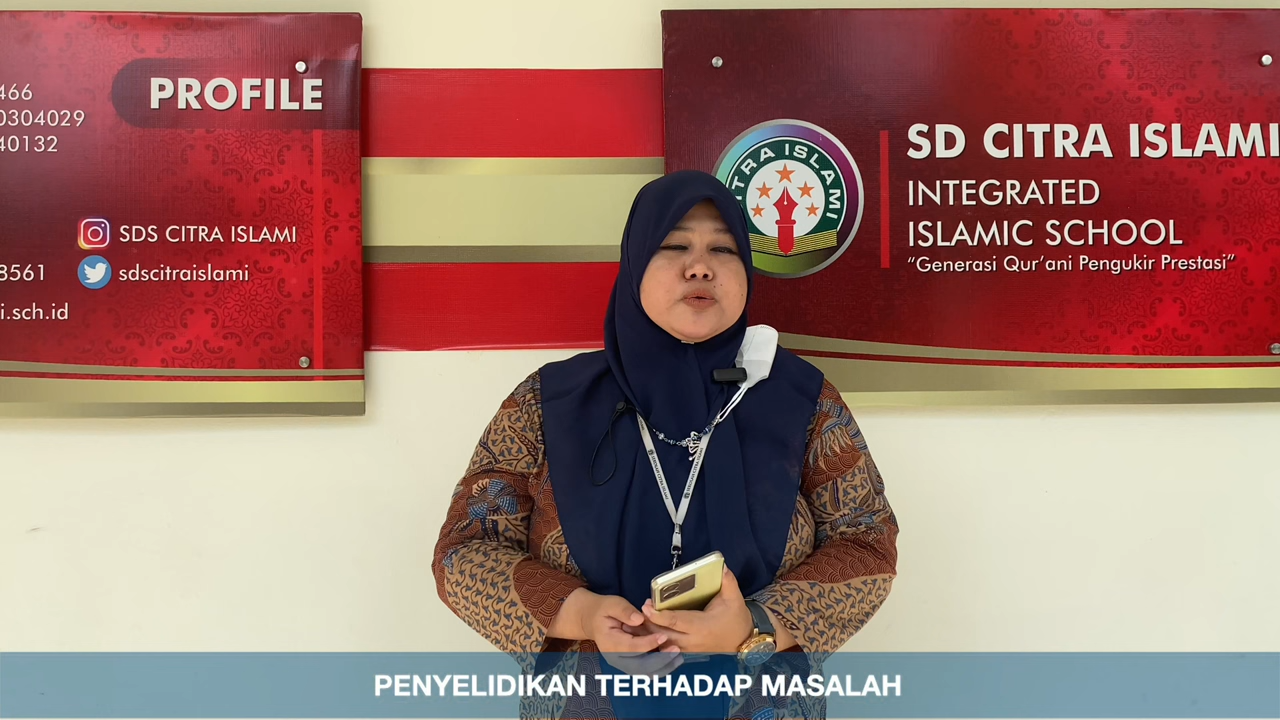 PROFILE
466
0304029
40132
SDS CITRA ISLAMI
8561
sdscitraislami
i.sch.id
CITRA ISLAMI
SD CITRA ISLAMI
INTEGRATED
ISLAMIC SCHOOL
“Generasi Qur’ani Pengukir Prestasi”
PENYELIDIKAN TERHADAP MASALAH